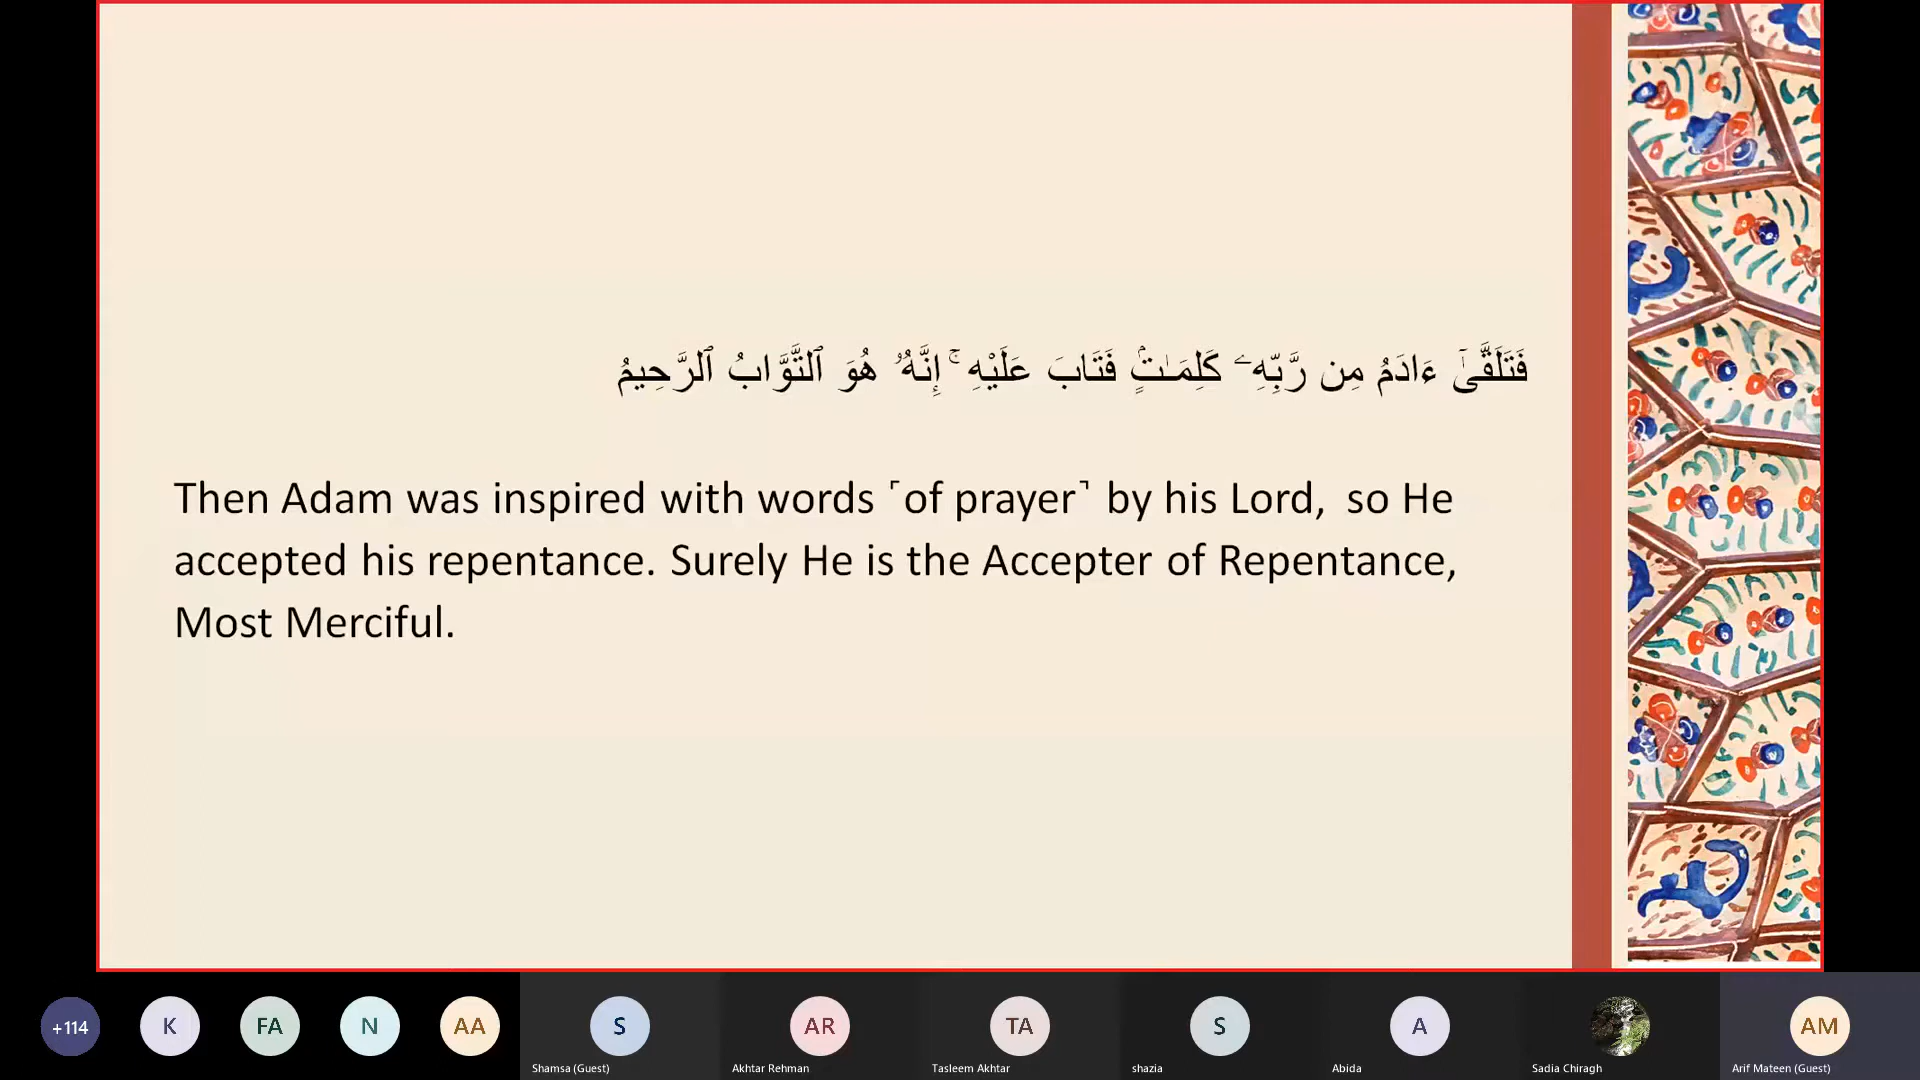 فَتَلَقَّىٰٓ ءَادَمُ مِن رَّبِّهِۦ كَلِمَـٰتٍۢ فَتَابَ عَلَيْهِ ۚ إِنَّهُۥ هُوَ ٱلتَّوَّابُ ٱلرَّحِيمُ
Then Adam was inspired with words ˹of prayer˺ by his Lord, so He
accepted his repentance. Surely He is the Accepter of Repentance,
Most Merciful.
+114 K FA N AA S AR TA S A AM
Shamsa (Guest) Akhtar Rehman Tasleem Akhtar shazia Abida Sadia Chiragh Arif Mateen (Guest)